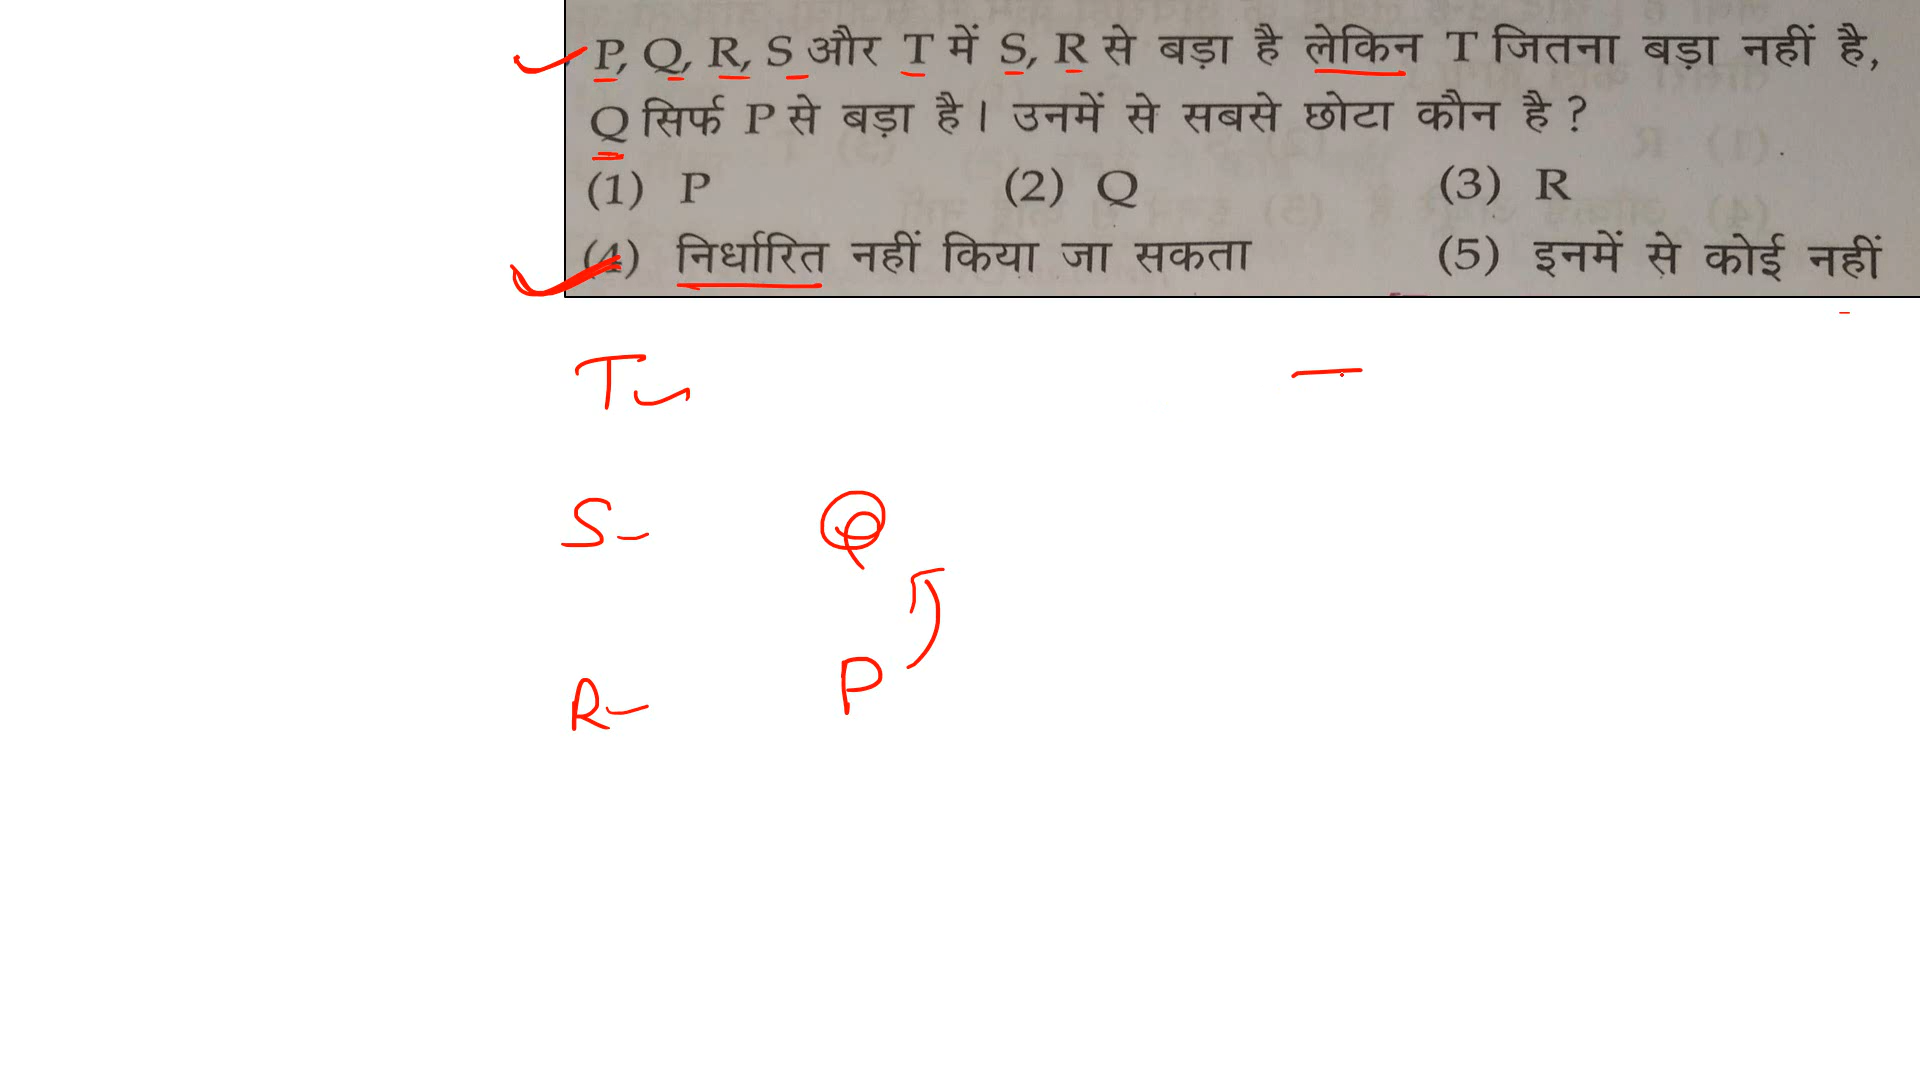 P, Q, R, S और T में S, R से बड़ा है लेकिन T जितना बड़ा नहीं है,
Q सिर्फ P से बड़ा है। उनमें से सबसे छोटा कौन है ?
(1) P (2) Q (3) R
(4) निर्धारित नहीं किया जा सकता (5) इनमें से कोई नहीं
T
S Q
R P